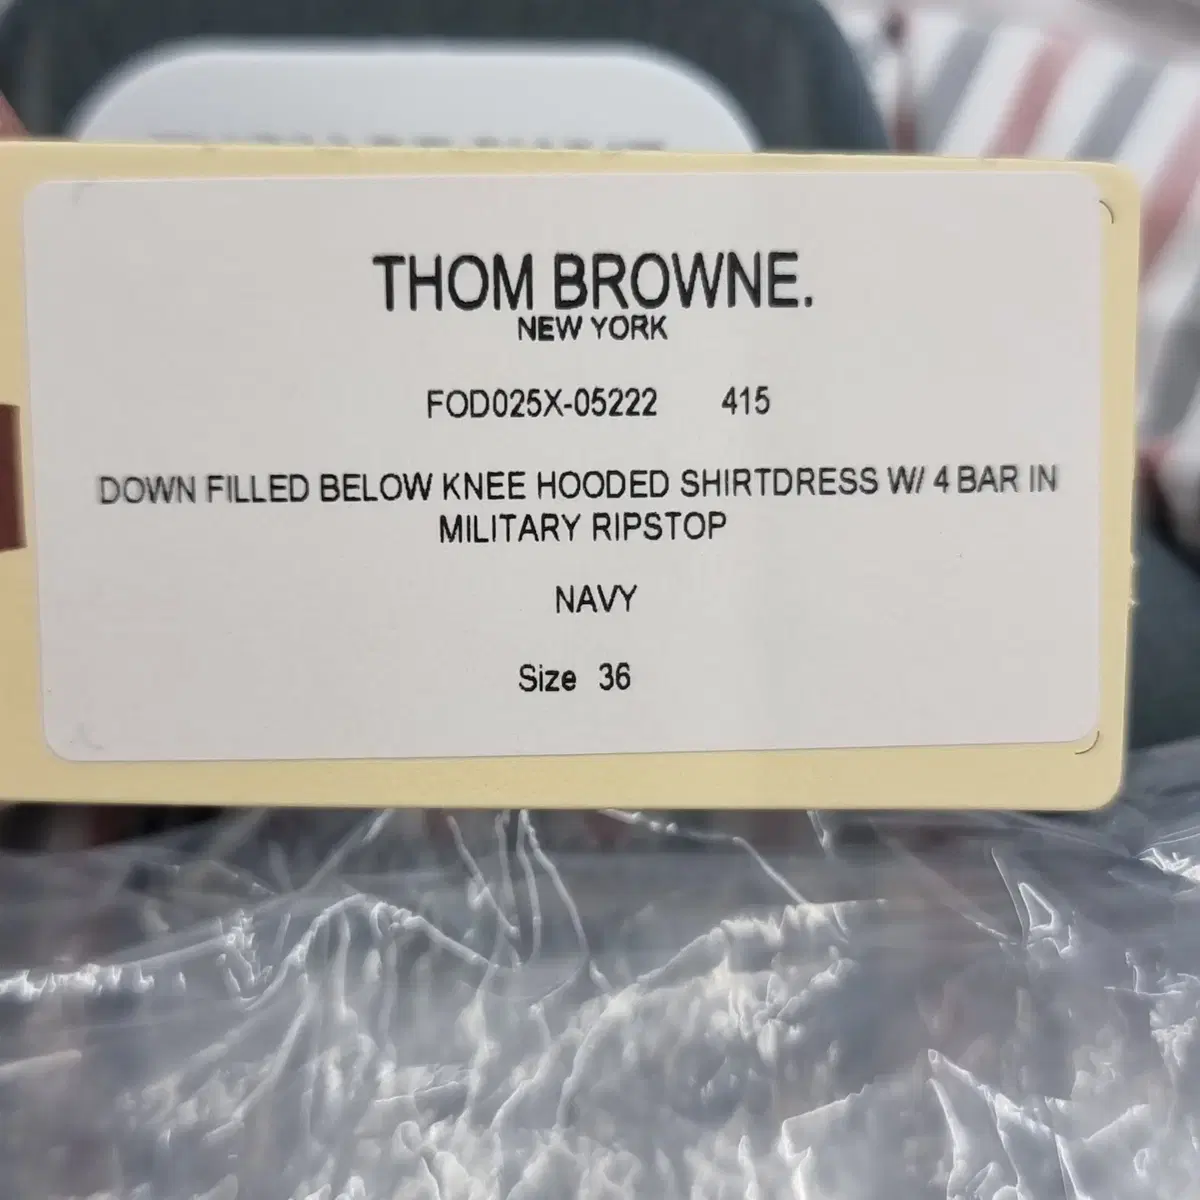 THOM BROWNE.
NEW YORK
FOD025X-05222 415
DOWN FILLED BELOW KNEE HOODED SHIRTDRESS W/ 4 BAR IN
MILITARY RIPSTOP
NAVY
Size 36